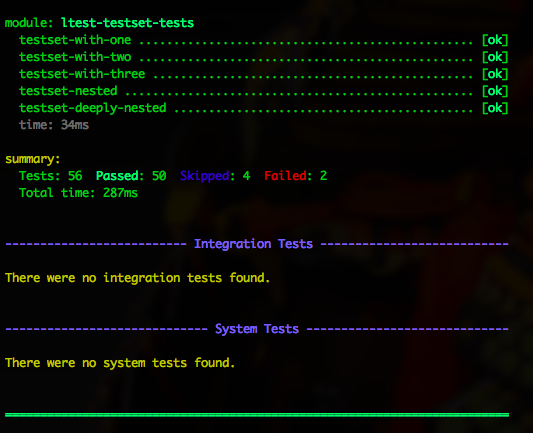 module: ltest-testset-tests
testset-with-one ................................................ [ok]
testset-with-two ................................................ [ok]
testset-with-three .............................................. [ok]
testset-nested .................................................. [ok]
testset-deeply-nested ........................................... [ok]
time: 34ms
summary:
Tests: 56  Passed: 50  Skipped: 4  Failed: 2
Total time: 287ms
-------------------------- Integration Tests ---------------------------
There were no integration tests found.
----------------------------- System Tests -----------------------------
There were no system tests found.
========================================================================